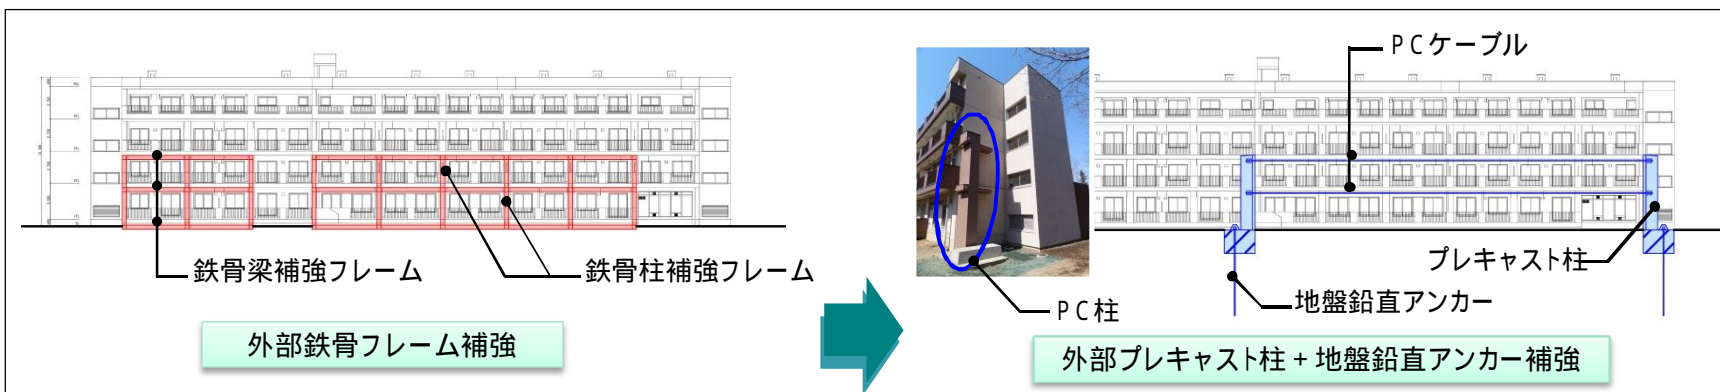 鉄骨梁補強フレーム
鉄骨柱補強フレーム
外部鉄骨フレーム補強
PCケーブル
プレキャスト柱
地盤鉛直アンカー
PC柱
外部プレキャスト柱+地盤鉛直アンカー補強